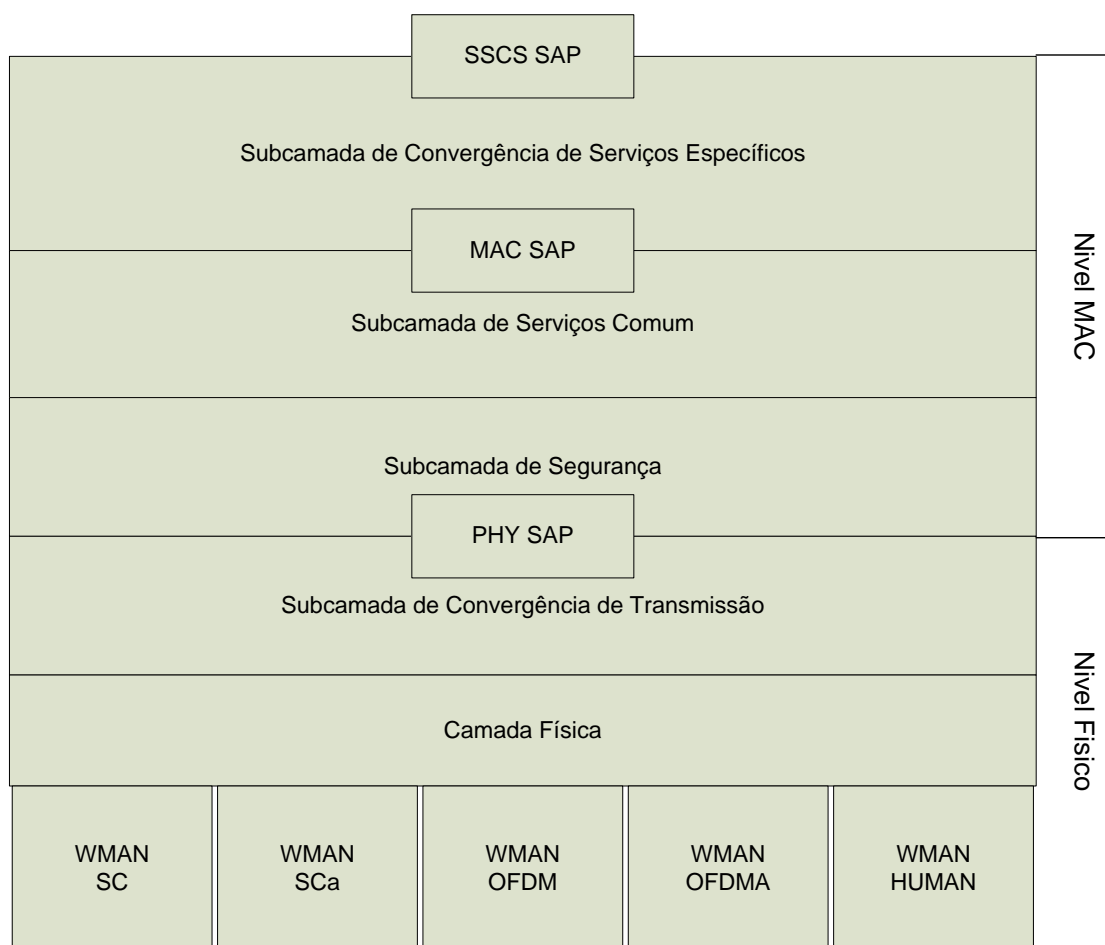 SSCS SAP
Subcamada de Convergência de Serviços Específicos
MAC SAP
Subcamada de Serviços Comum
Nivel MAC
Subcamada de Segurança
PHY SAP
Subcamada de Convergência de Transmissão
Camada Física
Nivel Fisico
WMAN
SC
WMAN
SCa
WMAN
OFDM
WMAN
OFDMA
WMAN
HUMAN